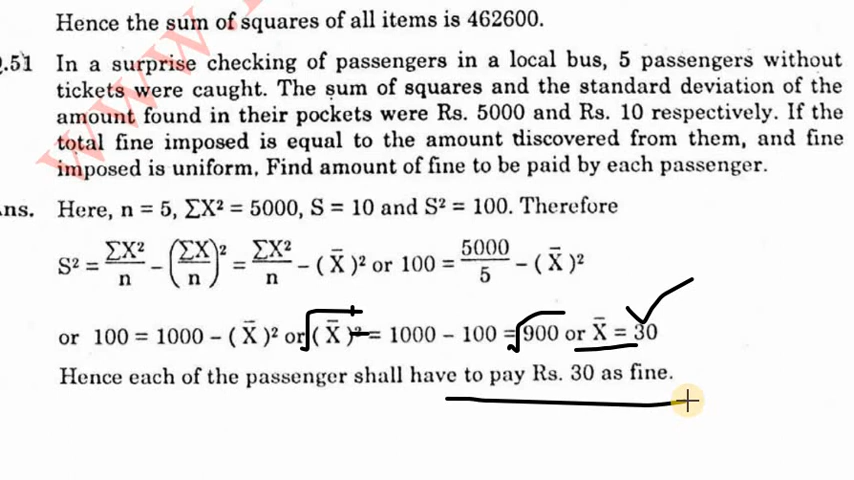 Hence the sum of squares of all items is 462600.
.51 In a surprise checking of passengers in a local bus, 5 passengers without
tickets were caught. The sum of squares and the standard deviation of the
amount found in their pockets were Rs. 5000 and Rs. 10 respectively. If the
total fine imposed is equal to the amount discovered from them, and fine
imposed is uniform. Find amount of fine to be paid by each passenger.
ns. Here, n = 5, ΣX² = 5000, S = 10 and S² = 100. Therefore
S² = ΣX²/n − (ΣX/n)² = ΣX²/n − ( X̄ )² or 100 = 5000/5 − ( X̄ )²
or 100 = 1000 − ( X̄ )² or √( X̄ )² = 1000 − 100 = √900 or X̄ = 30
Hence each of the passenger shall have to pay Rs. 30 as fine.
www.